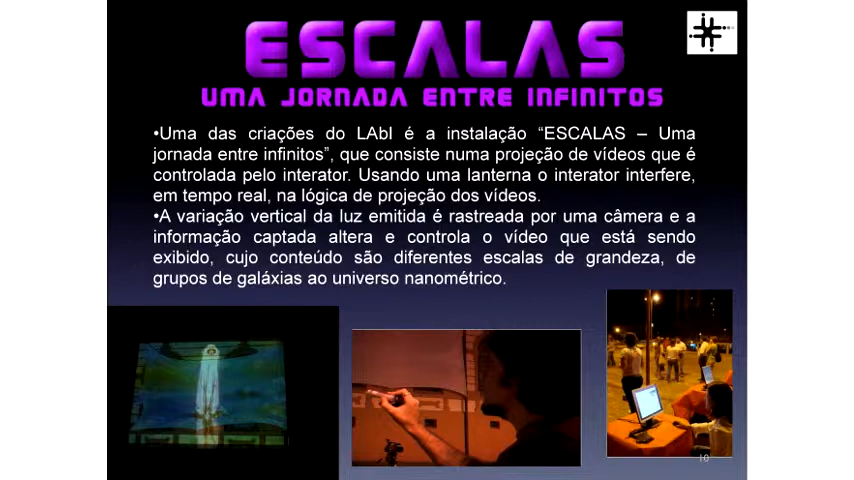 ESCALAS
UMA JORNADA ENTRE INFINITOS
•Uma das criações do LAbI é a instalação “ESCALAS – Uma
jornada entre infinitos”, que consiste numa projeção de vídeos que é
controlada pelo interator. Usando uma lanterna o interator interfere,
em tempo real, na lógica de projeção dos vídeos.
•A variação vertical da luz emitida é rastreada por uma câmera e a
informação captada altera e controla o vídeo que está sendo
exibido, cujo conteúdo são diferentes escalas de grandeza, de
grupos de galáxias ao universo nanométrico.
10